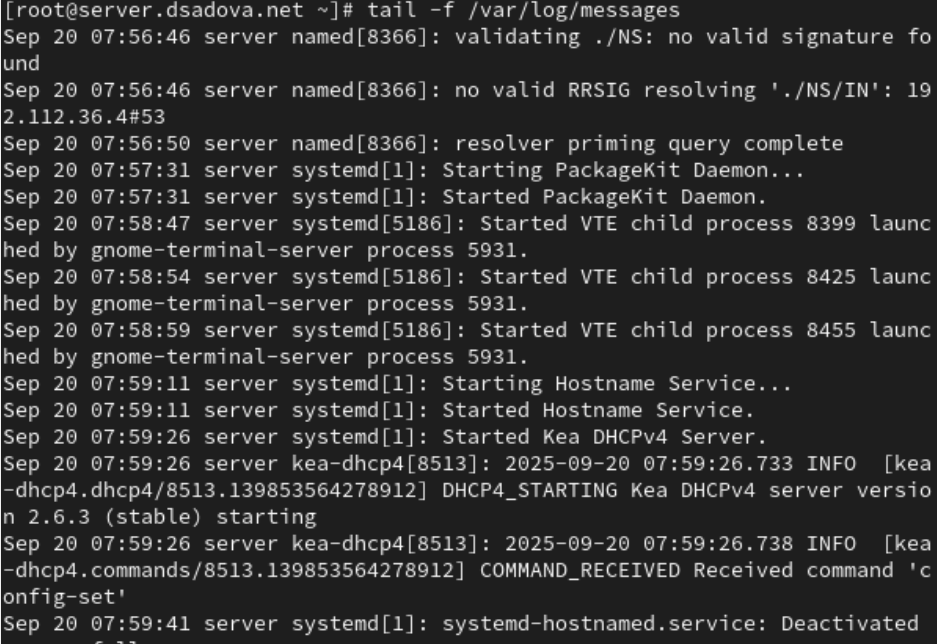 [root@server.dsadova.net ~]# tail -f /var/log/messages
Sep 20 07:56:46 server named[8366]: validating ./NS: no valid signature fo
und
Sep 20 07:56:46 server named[8366]: no valid RRSIG resolving './NS/IN': 19
2.112.36.4#53
Sep 20 07:56:50 server named[8366]: resolver priming query complete
Sep 20 07:57:31 server systemd[1]: Starting PackageKit Daemon...
Sep 20 07:57:31 server systemd[1]: Started PackageKit Daemon.
Sep 20 07:58:47 server systemd[5186]: Started VTE child process 8399 launc
hed by gnome-terminal-server process 5931.
Sep 20 07:58:54 server systemd[5186]: Started VTE child process 8425 launc
hed by gnome-terminal-server process 5931.
Sep 20 07:58:59 server systemd[5186]: Started VTE child process 8455 launc
hed by gnome-terminal-server process 5931.
Sep 20 07:59:11 server systemd[1]: Starting Hostname Service...
Sep 20 07:59:11 server systemd[1]: Started Hostname Service.
Sep 20 07:59:26 server systemd[1]: Started Kea DHCPv4 Server.
Sep 20 07:59:26 server kea-dhcp4[8513]: 2025-09-20 07:59:26.733 INFO  [kea
-dhcp4.dhcp4/8513.139853564278912] DHCP4_STARTING Kea DHCPv4 server versio
n 2.6.3 (stable) starting
Sep 20 07:59:26 server kea-dhcp4[8513]: 2025-09-20 07:59:26.738 INFO  [kea
-dhcp4.commands/8513.139853564278912] COMMAND_RECEIVED Received command 'c
onfig-set'
Sep 20 07:59:41 server systemd[1]: systemd-hostnamed.service: Deactivated